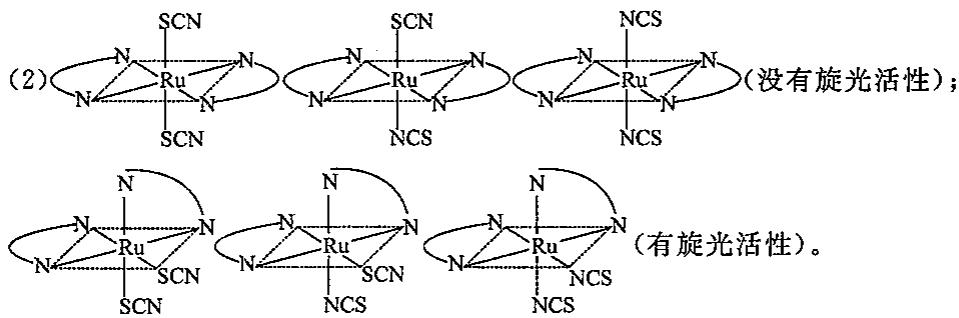 SCN SCN NCS
(2) N N N N Ru N N N N Ru N N N N Ru (没有旋光活性);
SCN NCS NCS
N N N
N N N N N N
Ru Ru Ru (有旋光活性)。
N SCN N SCN N NCS
SCN NCS NCS